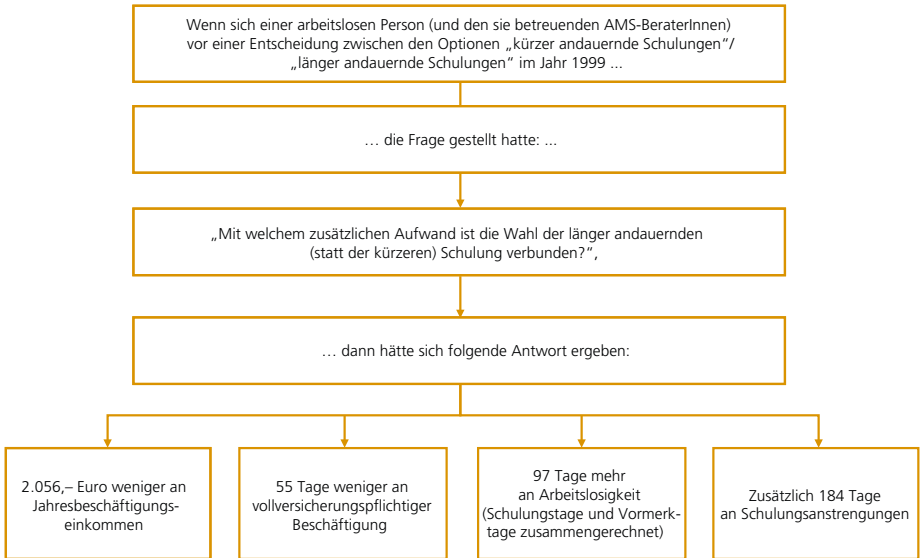 Wenn sich einer arbeitslosen Person (und den sie betreuenden AMS-BeraterInnen)
vor einer Entscheidung zwischen den Optionen „kürzer andauernde Schulungen“/
„länger andauernde Schulungen“ im Jahr 1999 ...
… die Frage gestellt hatte: ...
„Mit welchem zusätzlichen Aufwand ist die Wahl der länger andauernden
(statt der kürzeren) Schulung verbunden?“,
… dann hätte sich folgende Antwort ergeben:
2.056,– Euro weniger an
Jahresbeschäftigungs-
einkommen
55 Tage weniger an
vollversicherungspflichtiger
Beschäftigung
97 Tage mehr
an Arbeitslosigkeit
(Schulungstage und Vormerk-
tage zusammengerechnet)
Zusätzlich 184 Tage
an Schulungsanstrengungen